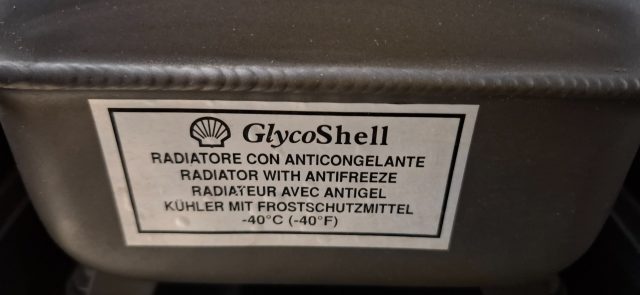 GlycoShell
RADIATORE CON ANTICONGELANTE
RADIATOR WITH ANTIFREEZE
RADIATEUR AVEC ANTIGEL
KÜHLER MIT FROSTSCHUTZMITTEL
-40°C (-40°F)